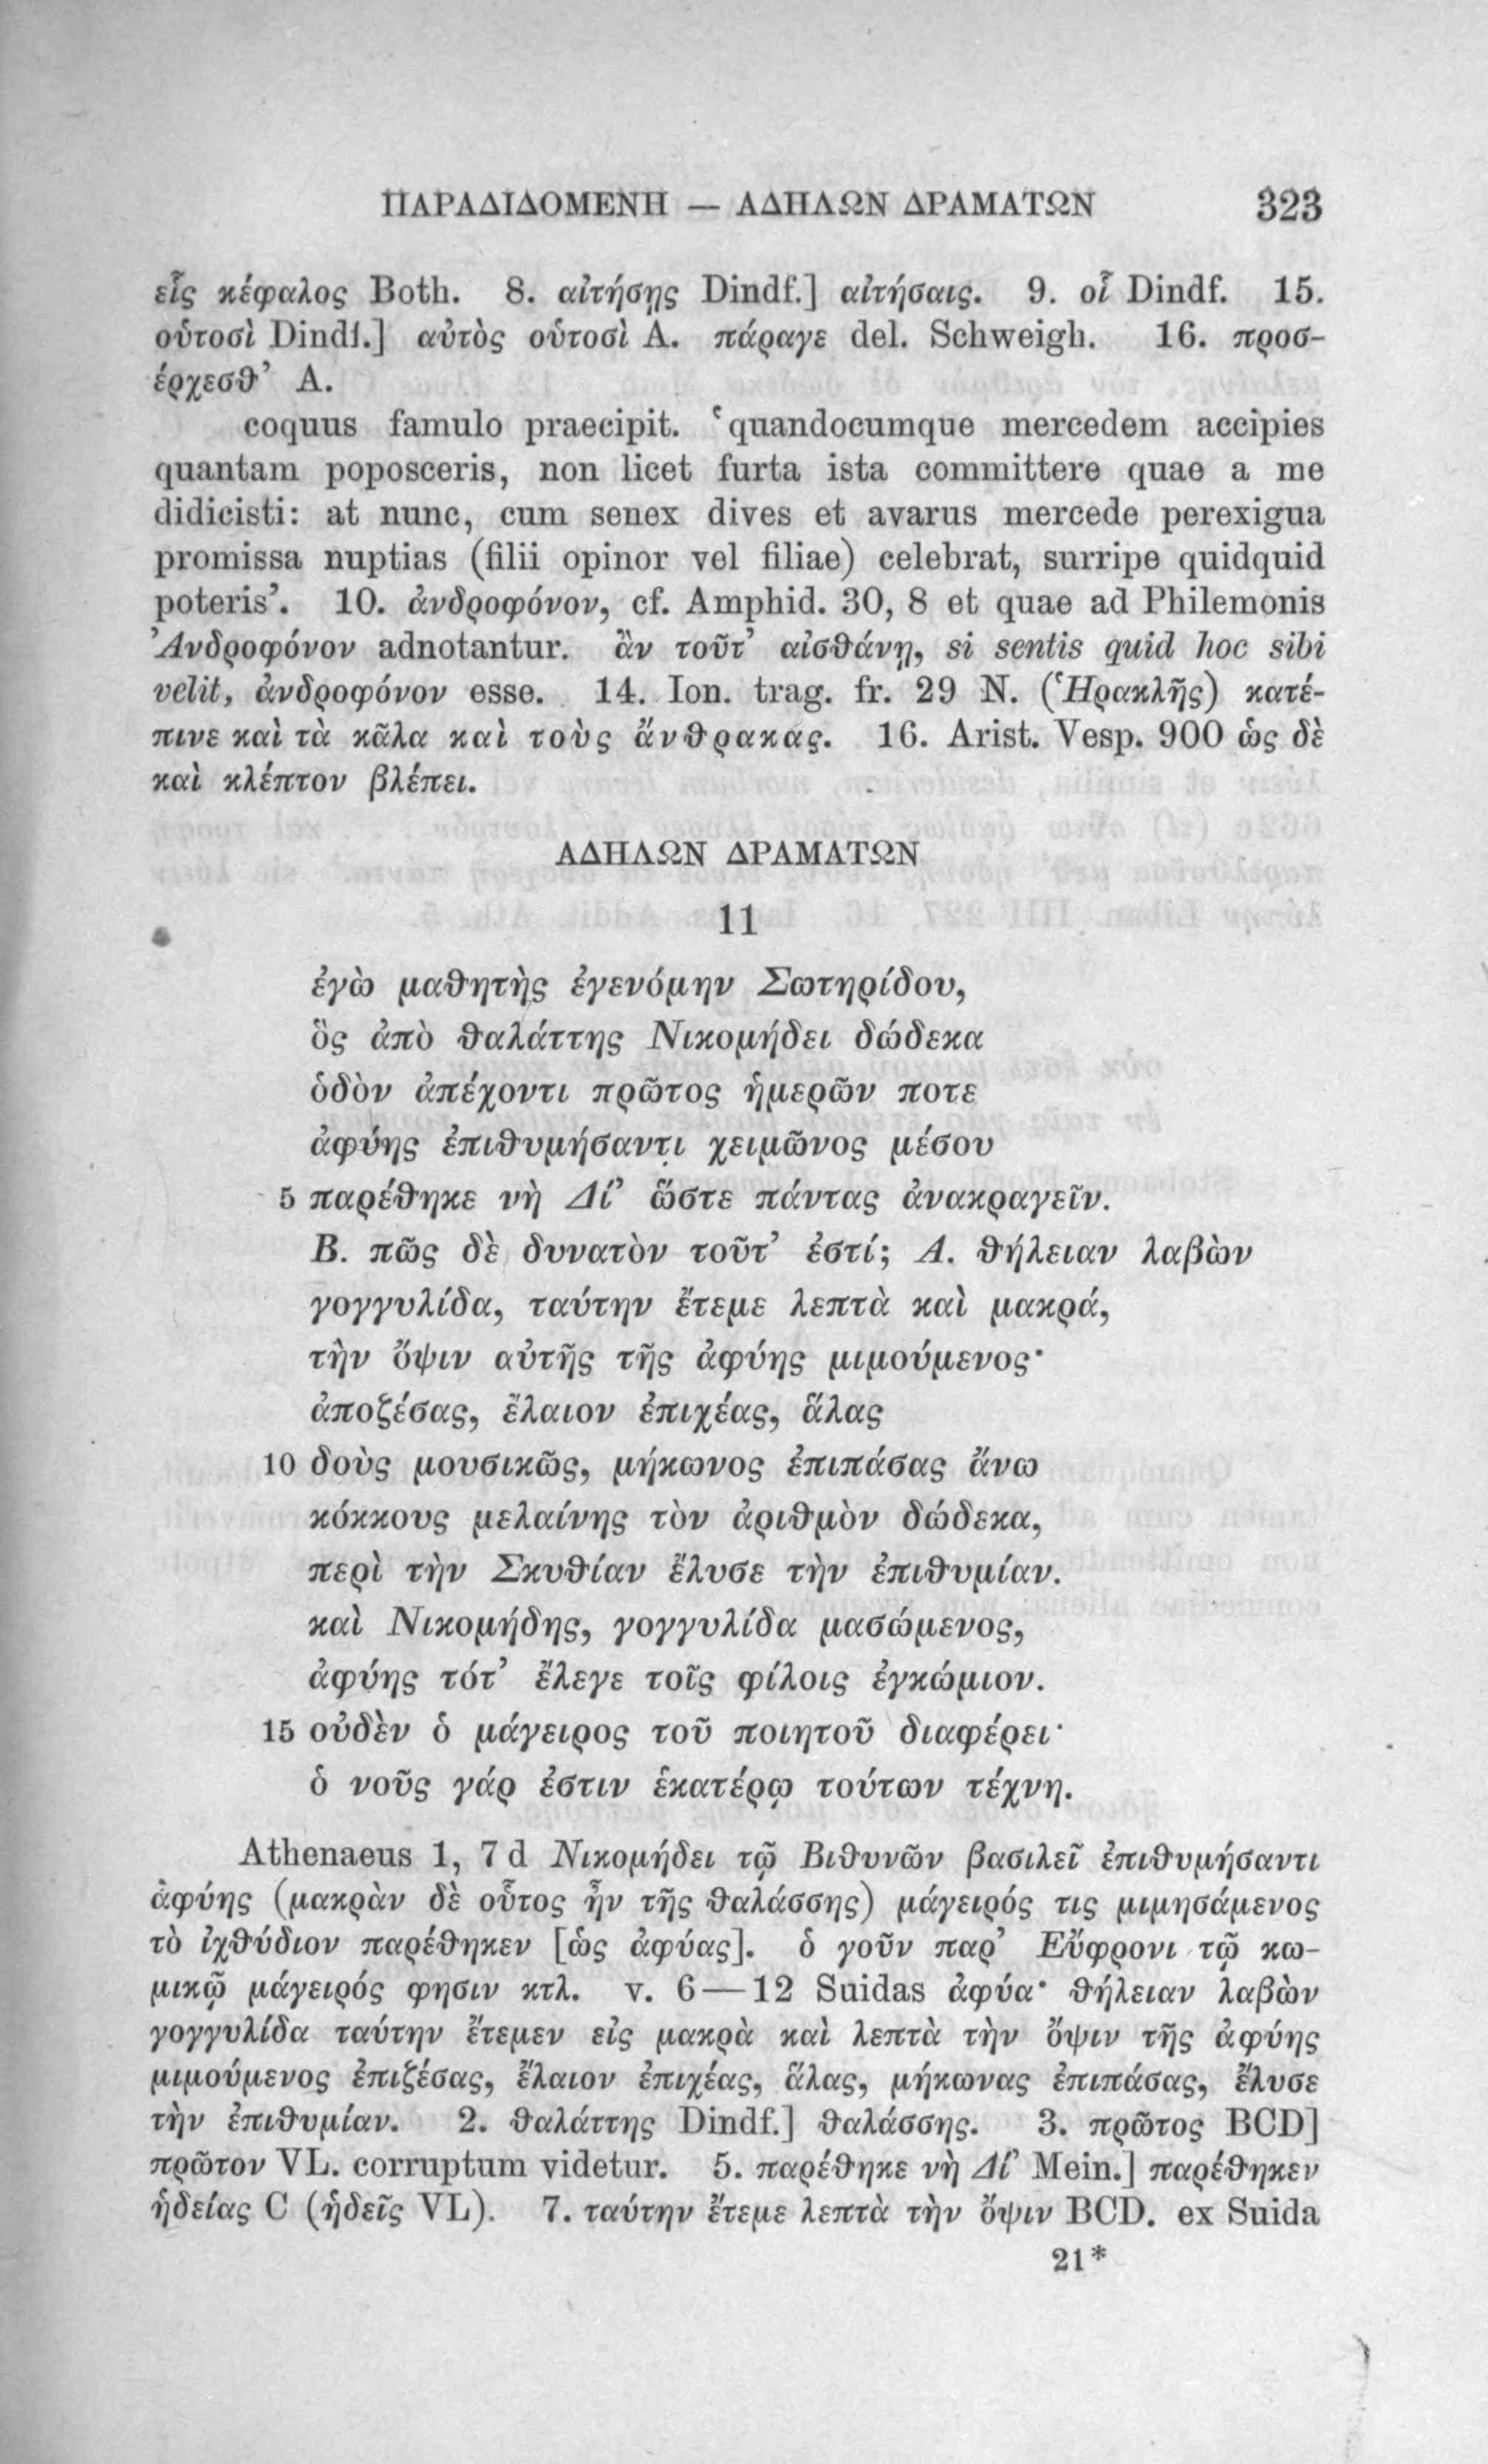 ΠΑΡΑΔΙΔΟΜΕΝΗ — ΑΔΗΛΩΝ ΔΡΑΜΑΤΩΝ 323
εἷς κέφαλος Both. 8. αἰτήσῃς Dindf.] αἰτήσαις. 9. οἷ Dindf. 15.
οὑτοσὶ Dindf.] αὐτὸς οὑτοσὶ A. πάραγε del. Schweigh. 16. προσ-
έρχεσθ’ A.
coquus famulo praecipit. ‘quandocumque mercedem accipies
quantam poposceris, non licet furta ista committere quae a me
didicisti: at nunc, cum senex dives et avarus mercede perexigua
promissa nuptias (filii opinor vel filiae) celebrat, surripe quidquid
poteris’. 10. ἀνδροφόνον, cf. Amphid. 30, 8 et quae ad Philemonis
Ἀνδροφόνον adnotantur. ἂν τοῦτ’ αἰσθάνῃ, si sentis quid hoc sibi
velit, ἀνδροφόνον esse. 14. Ion. trag. fr. 29 N. (Ἡρακλῆς) κατέ-
πινε καὶ τὰ κᾶλα καὶ τοὺς ἄνθρακας. 16. Arist. Vesp. 900 ὡς δὲ
καὶ κλέπτον βλέπει.
ΑΔΗΛΩΝ ΔΡΑΜΑΤΩΝ
11
ἐγὼ μαθητὴς ἐγενόμην Σωτηρίδου,
ὃς ἀπὸ θαλάττης Νικομήδει δώδεκα
ὁδὸν ἀπέχοντι πρῶτος ἡμερῶν ποτε
ἀφύης ἐπιθυμήσαντι χειμῶνος μέσου
5 παρέθηκε νὴ Δί’ ὥστε πάντας ἀνακραγεῖν.
Β. πῶς δὲ δυνατὸν τοῦτ’ ἐστί; Α. θήλειαν λαβὼν
γογγυλίδα, ταύτην ἔτεμε λεπτὰ καὶ μακρά,
τὴν ὄψιν αὐτῆς τῆς ἀφύης μιμούμενος·
ἀποζέσας, ἔλαιον ἐπιχέας, ἅλας
10 δοὺς μουσικῶς, μήκωνος ἐπιπάσας ἄνω
κόκκους μελαίνης τὸν ἀριθμὸν δώδεκα,
περὶ τὴν Σκυθίαν ἔλυσε τὴν ἐπιθυμίαν.
καὶ Νικομήδης, γογγυλίδα μασώμενος,
ἀφύης τότ’ ἔλεγε τοῖς φίλοις ἐγκώμιον.
15 οὐδὲν ὁ μάγειρος τοῦ ποιητοῦ διαφέρει·
ὁ νοῦς γάρ ἐστιν ἑκατέρῳ τούτων τέχνη.
Athenaeus 1, 7 d Νικομήδει τῷ Βιθυνῶν βασιλεῖ ἐπιθυμήσαντι
ἀφύης (μακρὰν δὲ οὗτος ἦν τῆς θαλάσσης) μάγειρός τις μιμησάμενος
τὸ ἰχθύδιον παρέθηκεν [ὡς ἀφύας]. ὁ γοῦν παρ’ Εὔφρονι τῷ κω-
μικῷ μάγειρός φησιν κτλ. v. 6—12 Suidas ἀφύα· θήλειαν λαβὼν
γογγυλίδα ταύτην ἔτεμεν εἰς μακρὰ καὶ λεπτὰ τὴν ὄψιν τῆς ἀφύης
μιμούμενος ἐπιζέσας, ἔλαιον ἐπιχέας, ἅλας, μήκωνας ἐπιπάσας, ἔλυσε
τὴν ἐπιθυμίαν. 2. θαλάττης Dindf.] θαλάσσης. 3. πρῶτος BCD]
πρῶτον VL. corruptum videtur. 5. παρέθηκε νὴ Δί’ Mein.] παρέθηκεν
ἡδείας C (ἡδεῖς VL). 7. ταύτην ἔτεμε λεπτὰ τὴν ὄψιν BCD. ex Suida
21*